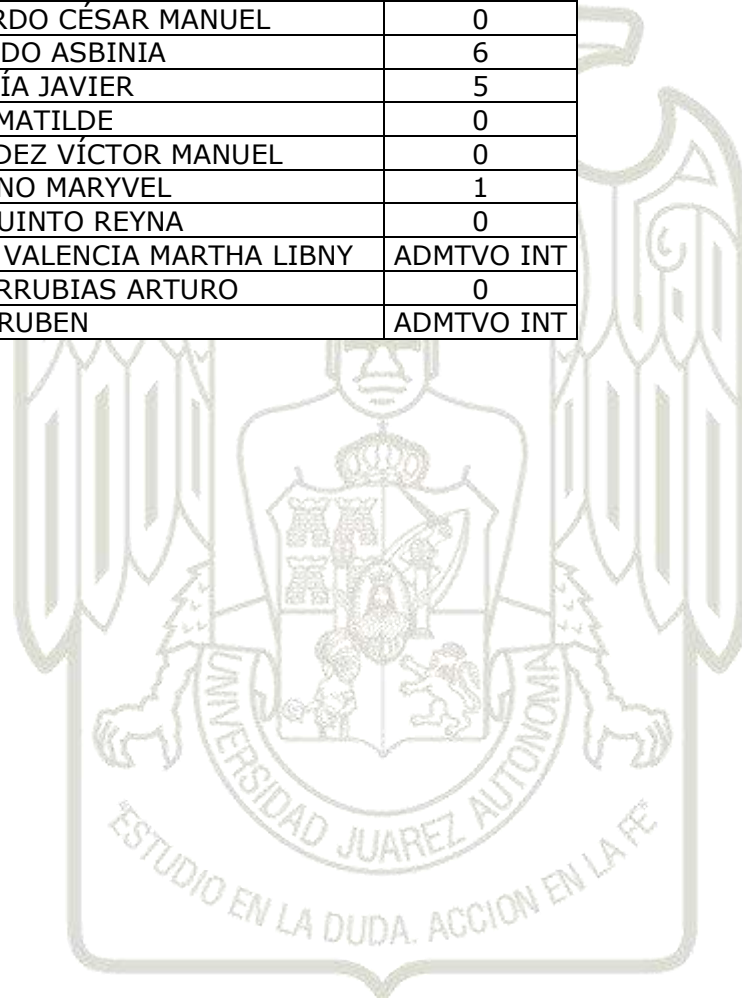 RDO CÉSAR MANUEL 0
DO ASBINIA 6
ÍA JAVIER 5
MATILDE 0
DEZ VÍCTOR MANUEL 0
NO MARYVEL 1
UINTO REYNA 0
VALENCIA MARTHA LIBNY ADMTVO INT
RRUBIAS ARTURO 0
RUBEN ADMTVO INT
UNIVERSIDAD JUAREZ AUTONOMA
"ESTUDIO EN LA DUDA. ACCION EN LA FE"